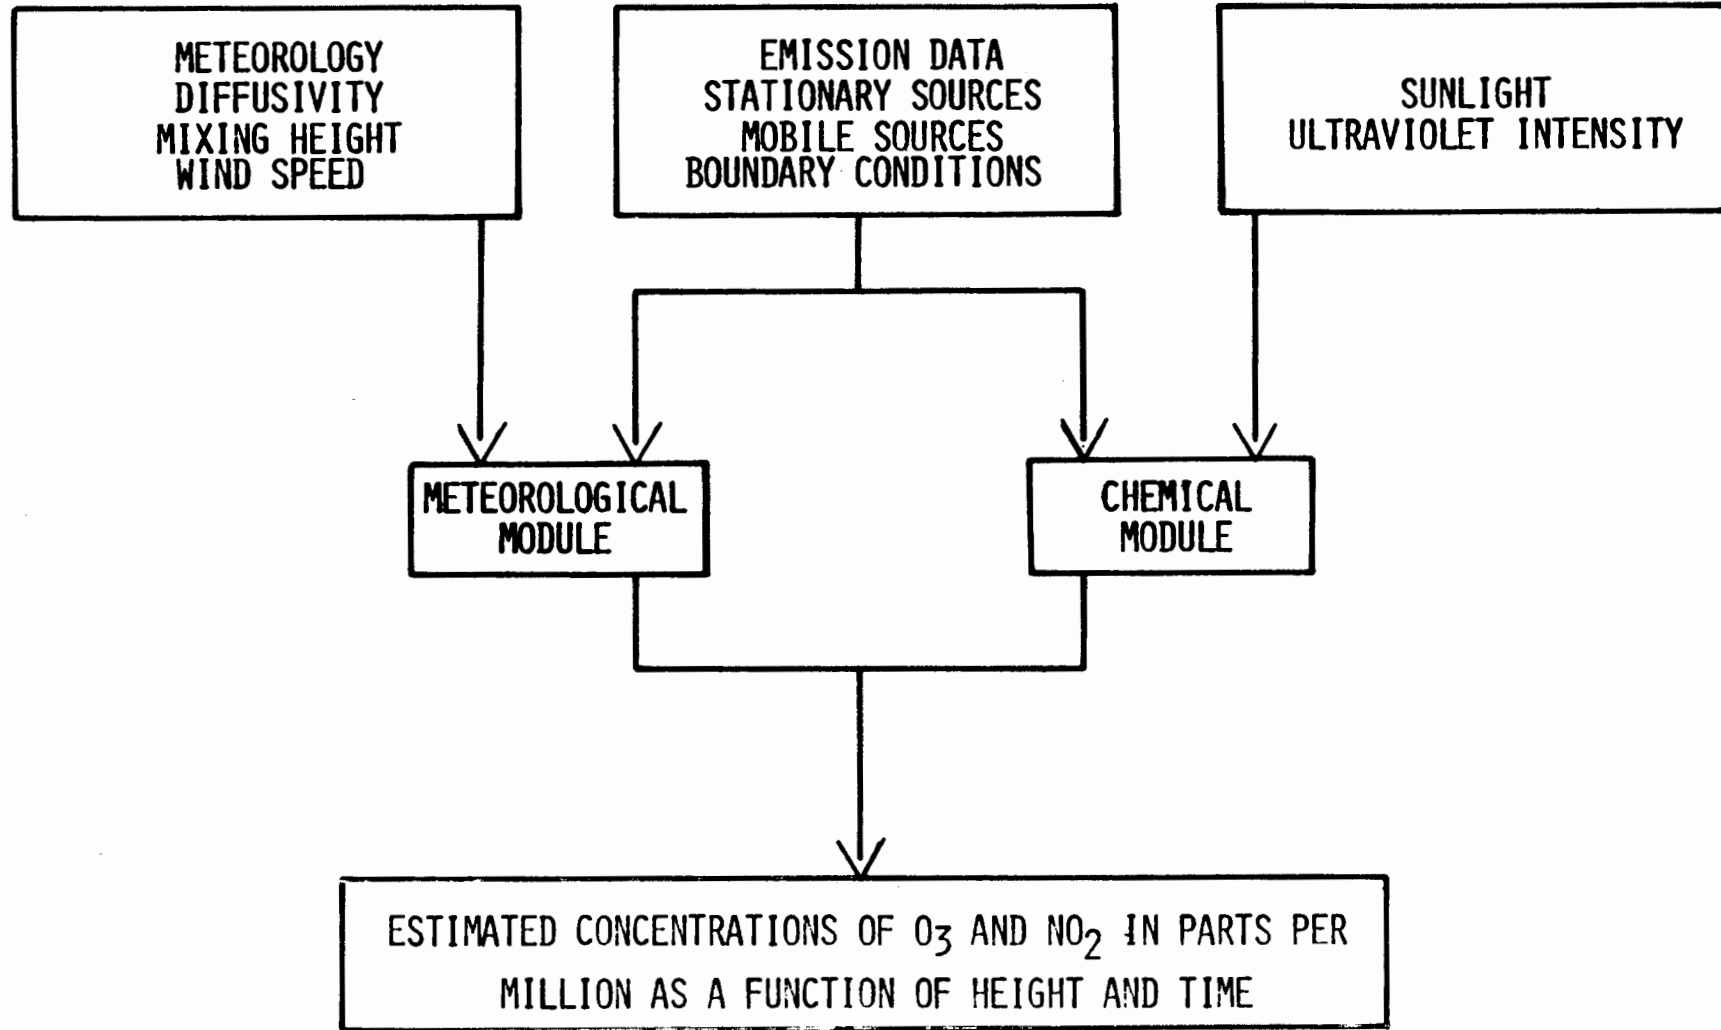 METEOROLOGY
DIFFUSIVITY
MIXING HEIGHT
WIND SPEED
EMISSION DATA
STATIONARY SOURCES
MOBILE SOURCES
BOUNDARY CONDITIONS
SUNLIGHT
ULTRAVIOLET INTENSITY
METEOROLOGICAL
MODULE
CHEMICAL
MODULE
ESTIMATED CONCENTRATIONS OF O₃ AND NO₂ IN PARTS PER
MILLION AS A FUNCTION OF HEIGHT AND TIME